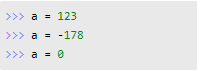 >>> a = 123
>>> a = -178
>>> a = 0